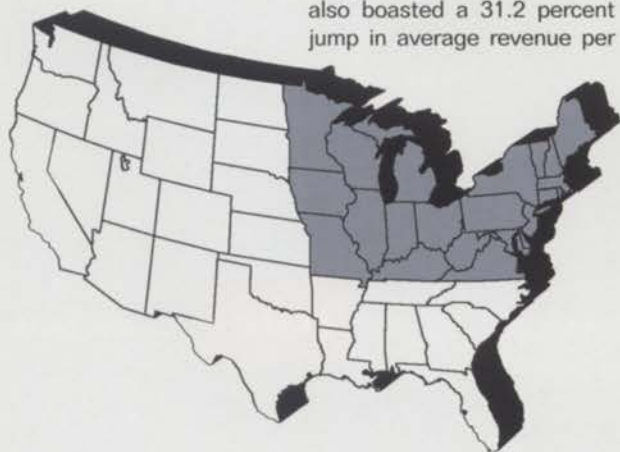 also boasted a 31.2 percent
jump in average revenue per